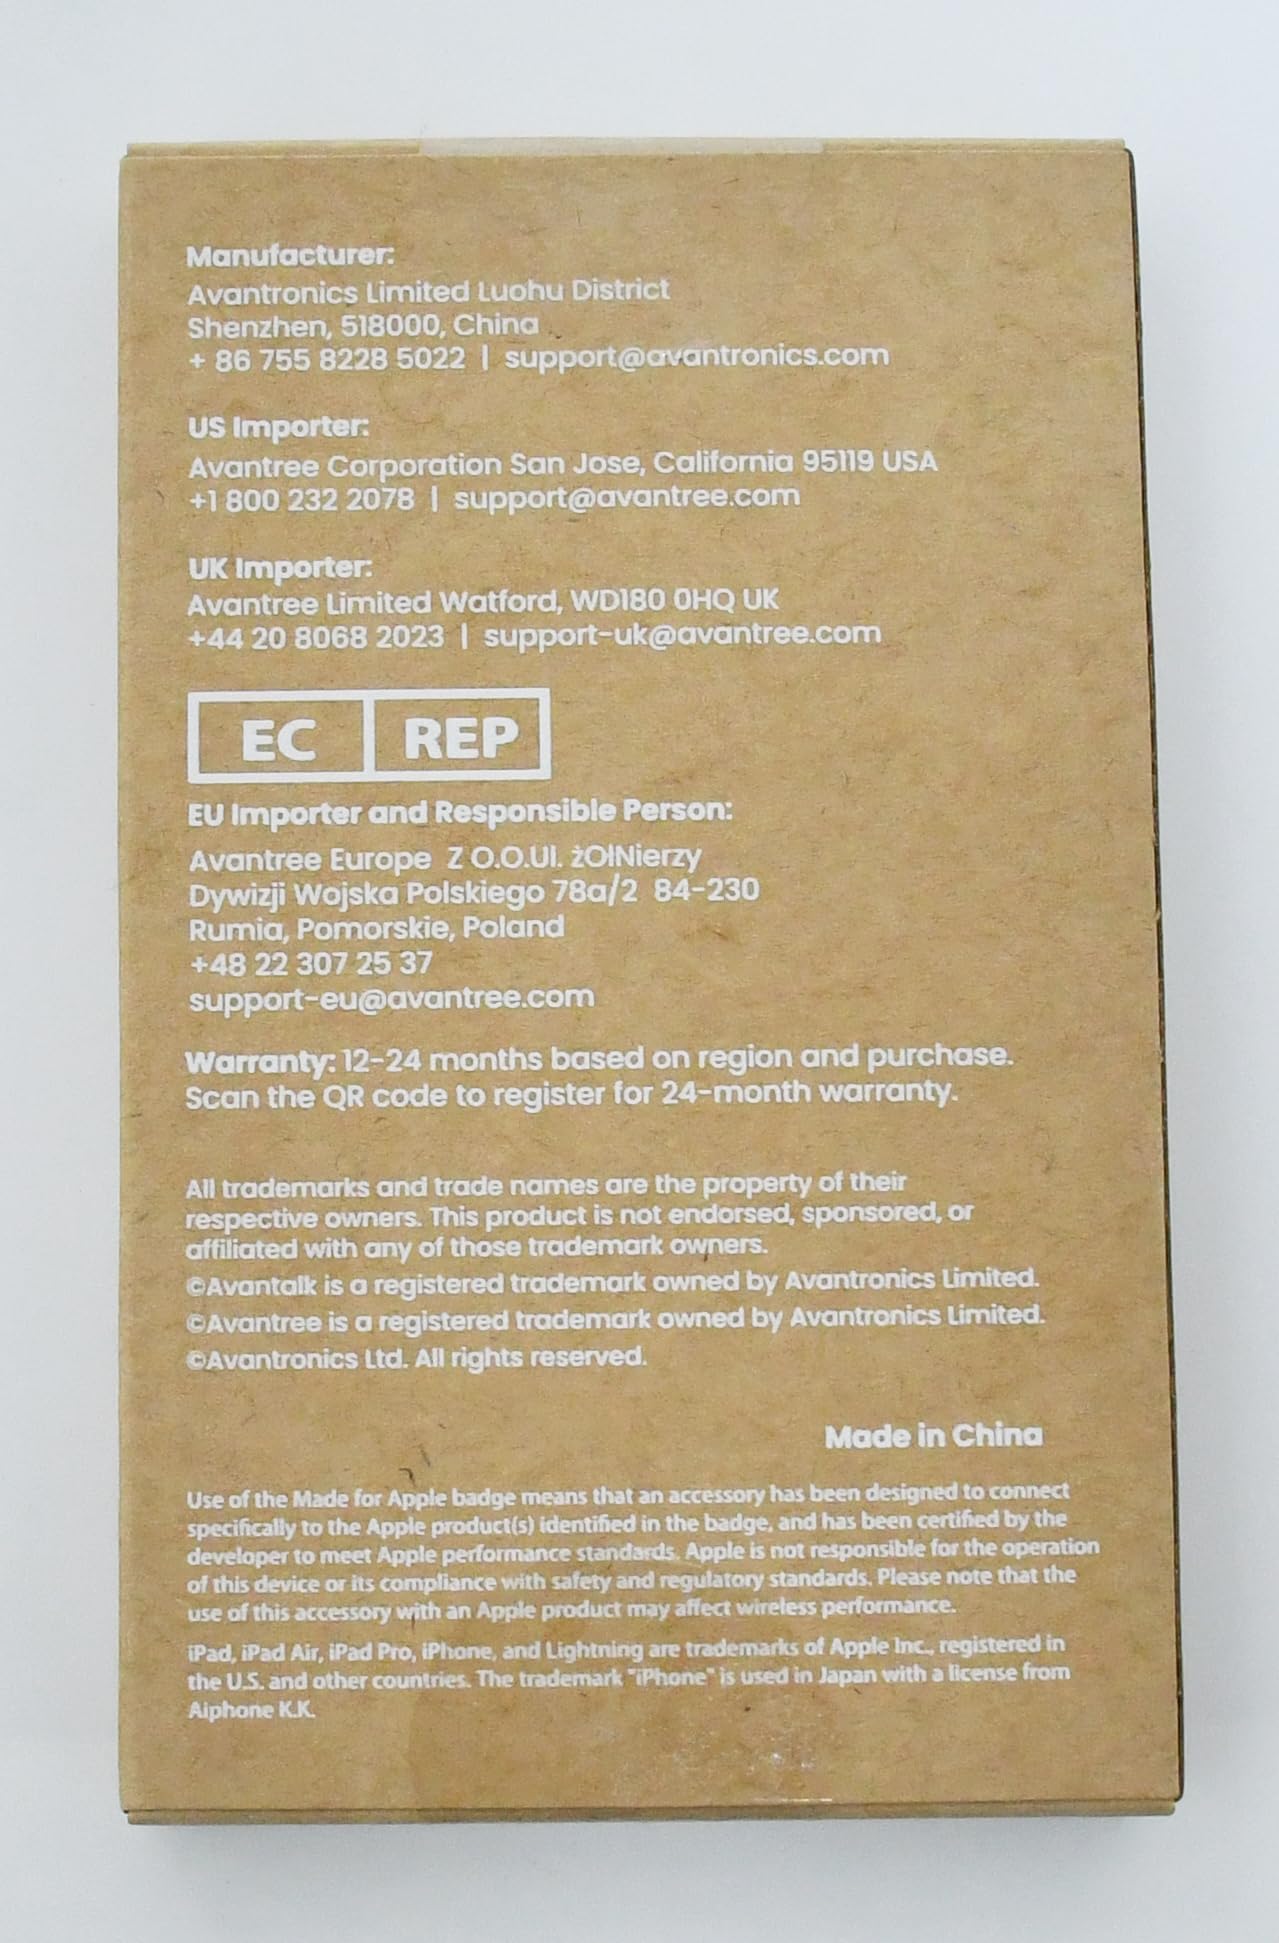 Manufacturer:
Avantronics Limited Luohu District
Shenzhen, 518000, China
+ 86 755 8228 5022 | support@avantronics.com
US Importer:
Avantree Corporation San Jose, California 95119 USA
+1 800 232 2078 | support@avantree.com
UK Importer:
Avantree Limited Watford, WD180 0HQ UK
+44 20 8068 2023 | support-uk@avantree.com
EC REP
EU Importer and Responsible Person:
Avantree Europe Z O.O.Ul. żOłNierzy
Dywizji Wojska Polskiego 78a/2 84-230
Rumia, Pomorskie, Poland
+48 22 307 25 37
support-eu@avantree.com
Warranty: 12-24 months based on region and purchase.
Scan the QR code to register for 24-month warranty.
All trademarks and trade names are the property of their
respective owners. This product is not endorsed, sponsored, or
affiliated with any of those trademark owners.
©Avantalk is a registered trademark owned by Avantronics Limited.
©Avantree is a registered trademark owned by Avantronics Limited.
©Avantronics Ltd. All rights reserved.
Made in China
Use of the Made for Apple badge means that an accessory has been designed to connect
specifically to the Apple product(s) identified in the badge, and has been certified by the
developer to meet Apple performance standards. Apple is not responsible for the operation
of this device or its compliance with safety and regulatory standards. Please note that the
use of this accessory with an Apple product may affect wireless performance.
iPad, iPad Air, iPad Pro, iPhone, and Lightning are trademarks of Apple Inc., registered in
the U.S. and other countries. The trademark "iPhone" is used in Japan with a license from
Aiphone K.K.